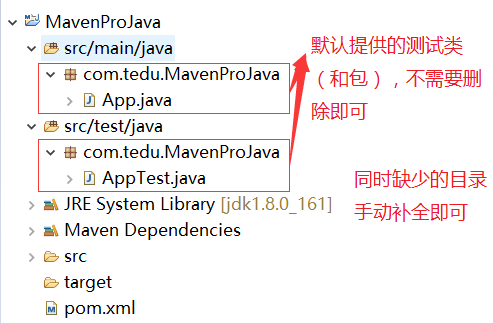 MavenProJava
src/main/java
com.tedu.MavenProJava
App.java
src/test/java
com.tedu.MavenProJava
AppTest.java
JRE System Library [jdk1.8.0_161]
Maven Dependencies
src
target
pom.xml
默认提供的测试类
（和包），不需要删
除即可
同时缺少的目录
手动补全即可